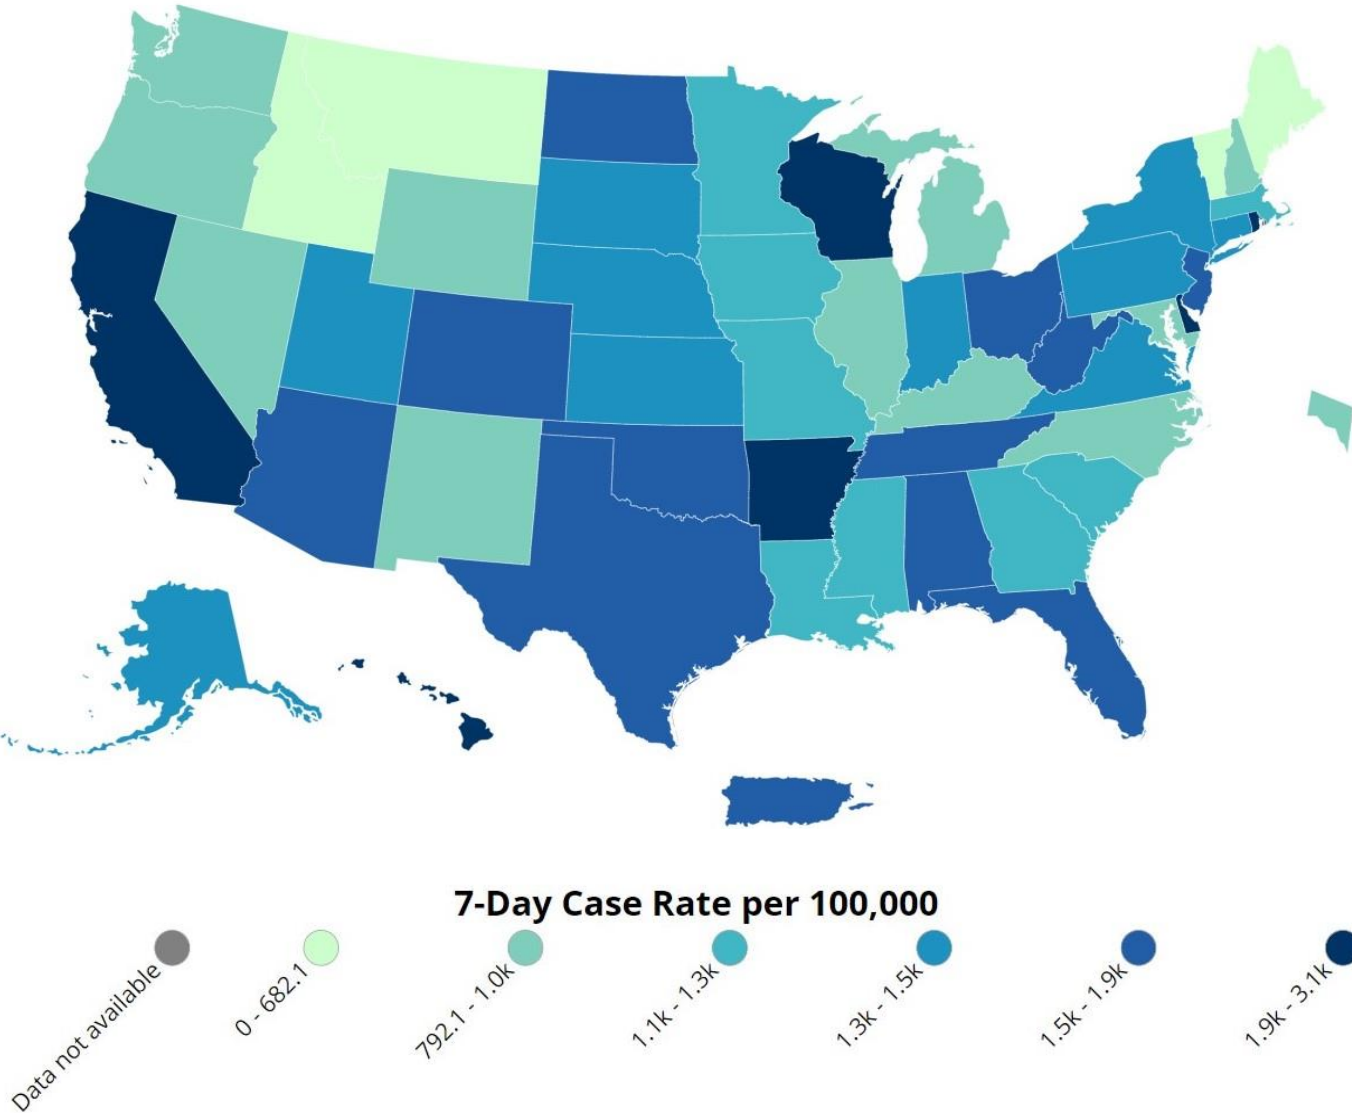 7-Day Case Rate per 100,000
Data not available
0 - 682.1
792.1 - 1.0k
1.1k - 1.3k
1.3k - 1.5k
1.5k - 1.9k
1.9k - 3.1k